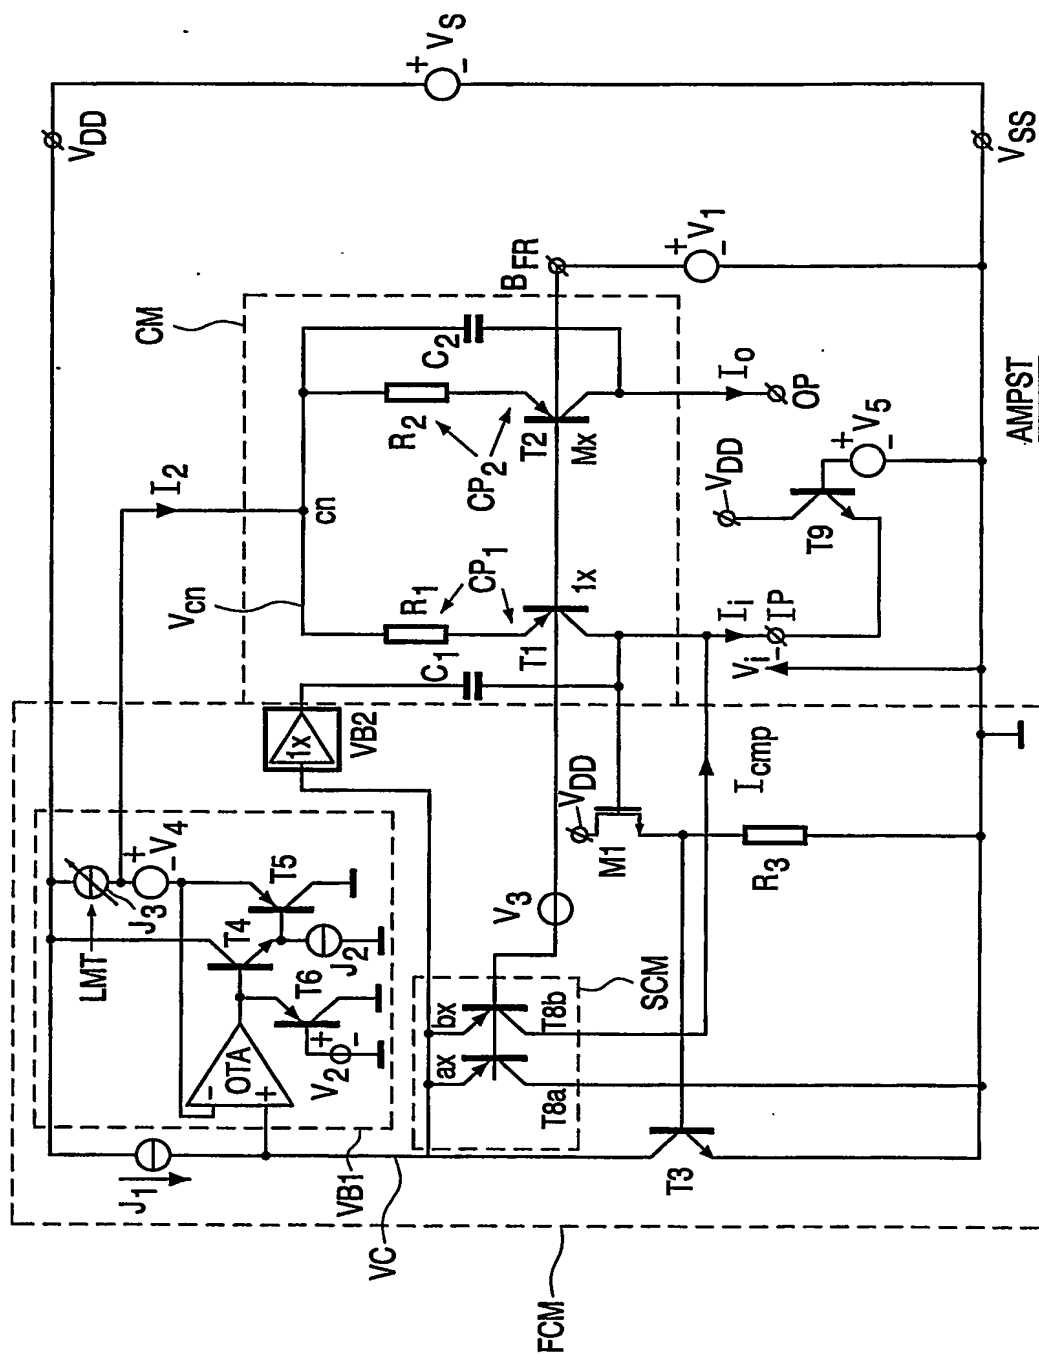 FCM
VC
VB1
J1
LMT
J3
+
V4
-
T4
T5
T6
J2
OTA
-
+
V2
+
-
SCM
ax
bx
T8a
T8b
T3
V3
VB2
1x
M1
VDD
R3
Icmp
CM
I2
Vcn
cn
R1
CP1
C1
T1
1x
R2
CP2
C2
T2
Mx
BFR
Ii
IP
Vi
-
Io
OP
VDD
T9
+
V5
-
+
V1
-
VDD
+
VS
-
VSS
AMPST